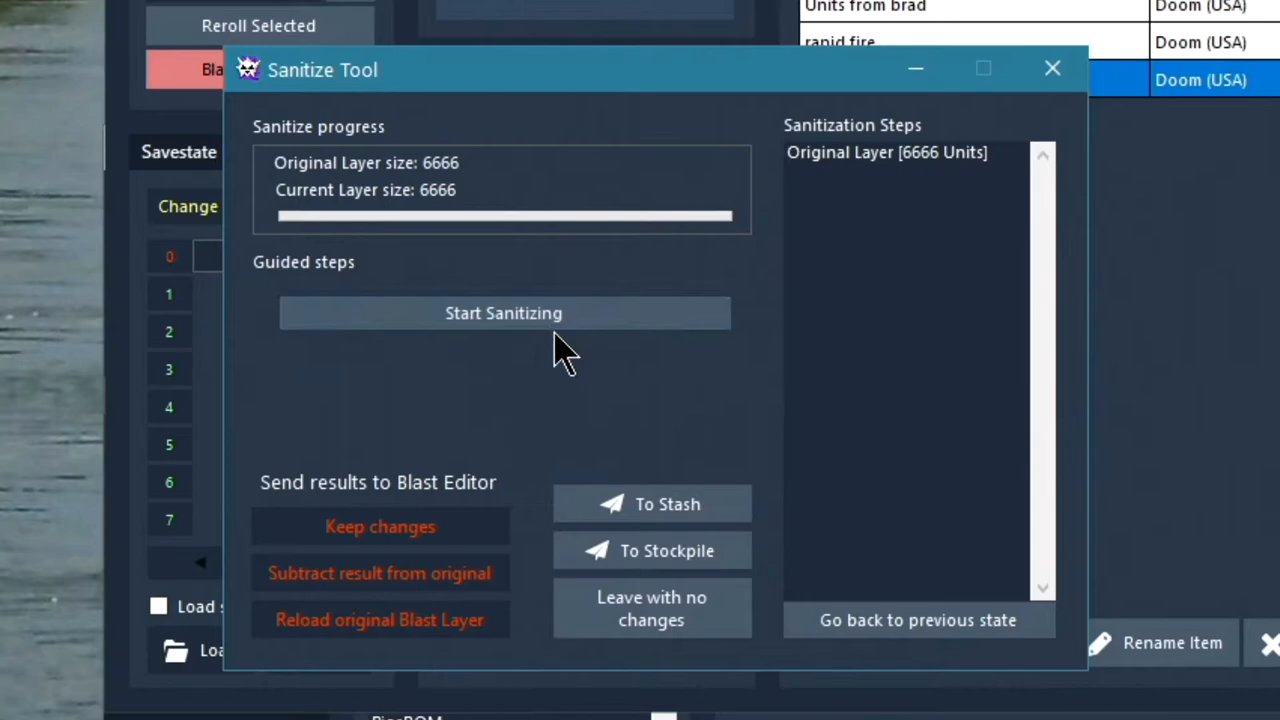 Units from brad
Doom (USA)
Reroll Selected
rapid fire
Doom (USA)
Bla
Sanitize Tool
Doom (USA)
Sanitize progress
Sanitization Steps
Original Layer size: 6666
Original Layer [6666 Units]
Savestate
Current Layer size: 6666
Change
Guided steps
0
1
Start Sanitizing
2
3
4
5
6
Send results to Blast Editor
To Stash
7
Keep changes
To Stockpile
Subtract result from original
Leave with no
changes
Load s
Reload original Blast Layer
Go back to previous state
Loa
Rename Item